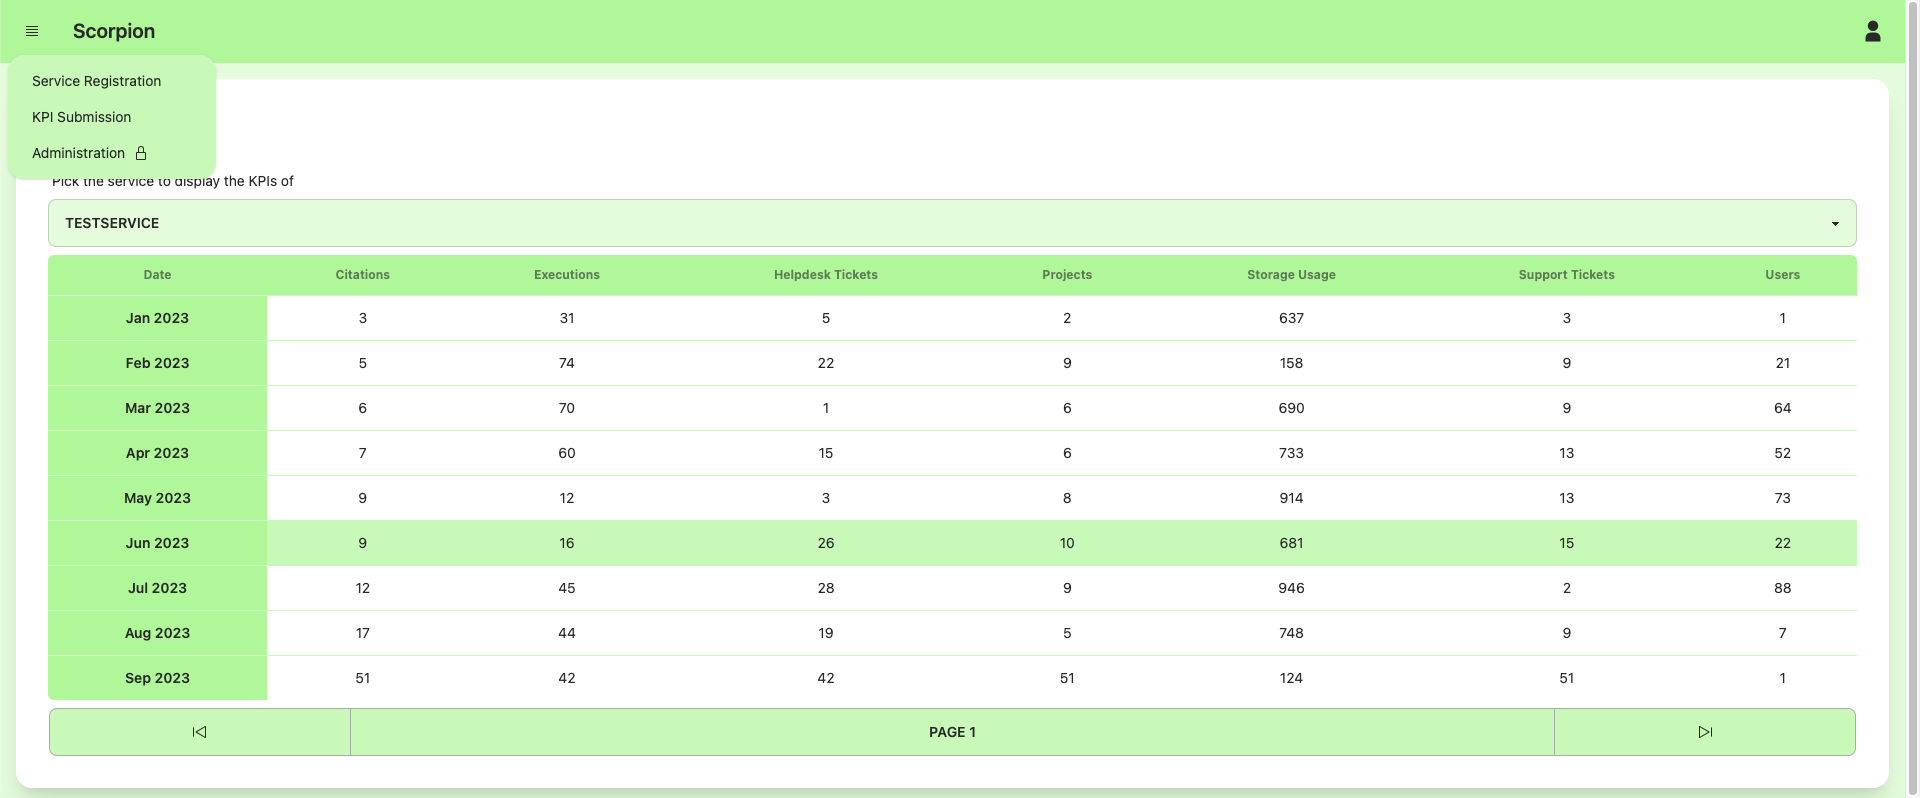 Scorpion
Service Registration
KPI Submission
Administration
Pick the service to display the KPIs of
TESTSERVICE
Date Citations Executions Helpdesk Tickets Projects Storage Usage Support Tickets Users
Jan 2023 3 31 5 2 637 3 1
Feb 2023 5 74 22 9 158 9 21
Mar 2023 6 70 1 6 690 9 64
Apr 2023 7 60 15 6 733 13 52
May 2023 9 12 3 8 914 13 73
Jun 2023 9 16 26 10 681 15 22
Jul 2023 12 45 28 9 946 2 88
Aug 2023 17 44 19 5 748 9 7
Sep 2023 51 42 42 51 124 51 1
PAGE 1